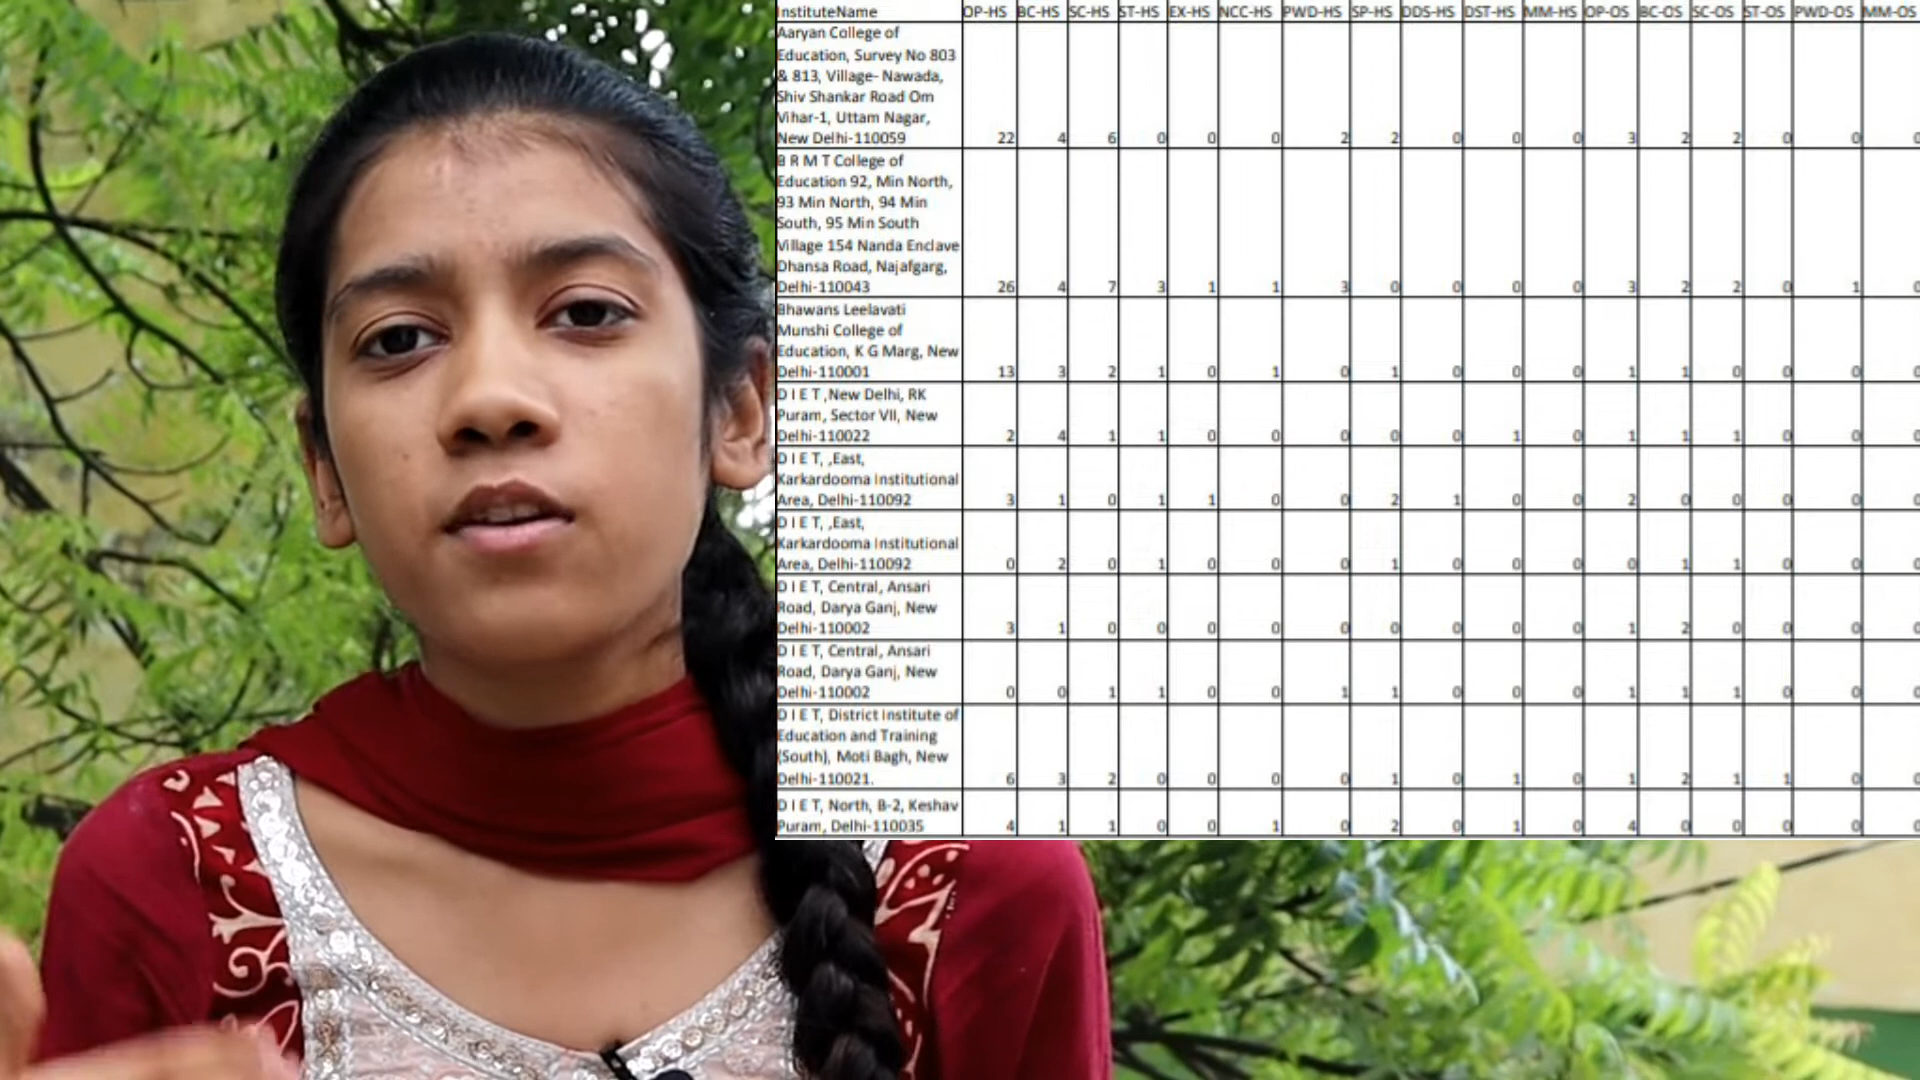 InstituteName OP-HS BC-HS SC-HS ST-HS EX-HS NCC-HS PWD-HS SP-HS DDS-HS DST-HS MM-HS OP-OS BC-OS SC-OS ST-OS PWD-OS MM-OS
Aaryan College of
Education, Survey No 803
& 813, Village- Nawada,
Shiv Shankar Road Om
Vihar-1, Uttam Nagar,
New Delhi-110059 22 4 6 0 0 0 2 2 0 0 0 3 2 2 0 0 0
B R M T College of
Education 92, Min North,
93 Min North, 94 Min
South, 95 Min South
Village 154 Nanda Enclave
Dhansa Road, Najafgarg,
Delhi-110043 26 4 7 3 1 1 3 0 0 0 0 3 2 2 0 1 0
Bhawans Leelavati
Munshi College of
Education, K G Marg, New
Delhi-110001 13 3 2 1 0 1 0 1 0 0 0 1 1 0 0 0 0
D I E T ,New Delhi, RK
Puram, Sector VII, New
Delhi-110022 2 4 1 1 0 0 0 0 0 1 0 1 1 1 0 0 0
D I E T, ,East,
Karkardooma Institutional
Area, Delhi-110092 3 1 0 1 1 0 0 2 1 0 0 2 0 0 0 0 0
D I E T, ,East,
Karkardooma Institutional
Area, Delhi-110092 0 2 0 1 0 0 0 1 0 0 0 0 1 1 0 0 0
D I E T, Central, Ansari
Road, Darya Ganj, New
Delhi-110002 3 1 0 0 0 0 0 0 0 0 0 1 2 0 0 0 0
D I E T, Central, Ansari
Road, Darya Ganj, New
Delhi-110002 0 0 1 1 0 0 1 1 0 0 0 1 1 1 0 0 0
D I E T, District Institute of
Education and Training
(South), Moti Bagh, New
Delhi-110021. 6 3 2 0 0 0 0 1 0 1 0 1 2 1 1 0 0
D I E T, North, B-2, Keshav
Puram, Delhi-110035 4 1 1 0 0 1 0 2 0 1 0 4 0 0 0 0 0